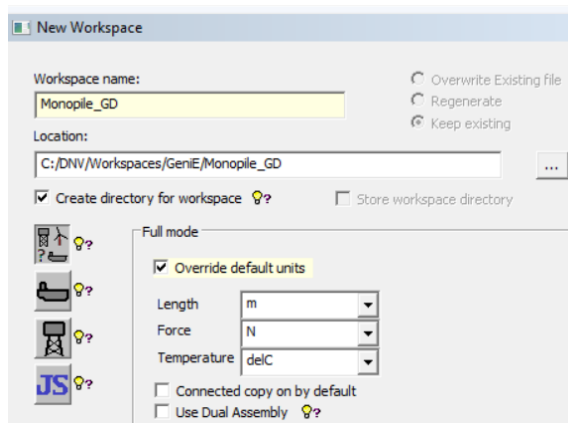 New Workspace
Workspace name:
Overwrite Existing file
Monopile_GD
Regenerate
Keep existing
Location:
C:/DNV/Workspaces/GeniE/Monopile_GD
...
Create directory for workspace ?
Store workspace directory
? ?
Full mode
Override default units
?
Length m
Force N
?
Temperature delC
JS ?
Connected copy on by default
Use Dual Assembly ?